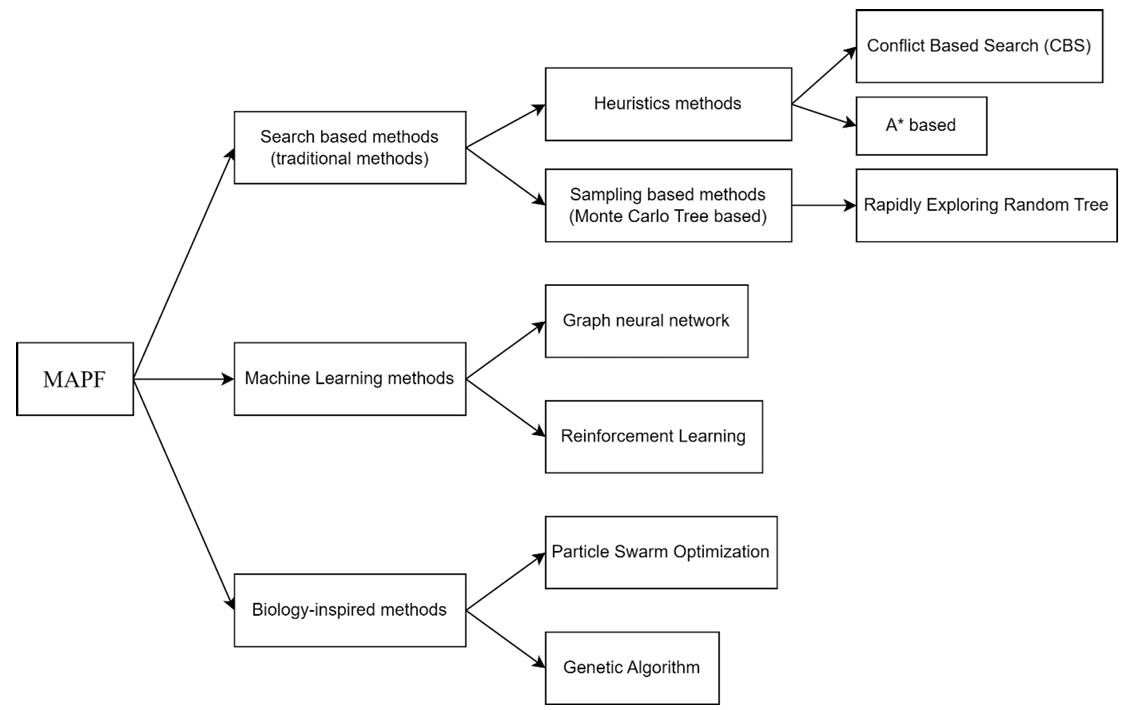 MAPF
Search based methods
(traditional methods)
Heuristics methods
Conflict Based Search (CBS)
A* based
Sampling based methods
(Monte Carlo Tree based)
Rapidly Exploring Random Tree
Machine Learning methods
Graph neural network
Reinforcement Learning
Biology-inspired methods
Particle Swarm Optimization
Genetic Algorithm